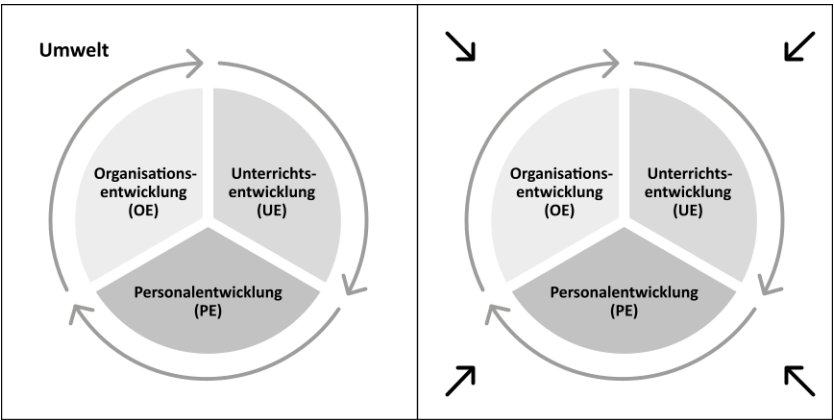 Umwelt
Organisations-
entwicklung
(OE)
Unterrichts-
entwicklung
(UE)
Personalentwicklung
(PE)
Organisations-
entwicklung
(OE)
Unterrichts-
entwicklung
(UE)
Personalentwicklung
(PE)